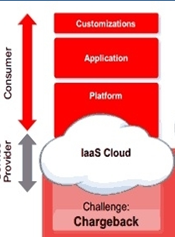 Consumer
Customizations
Application
Platform
Provider
IaaS Cloud
Challenge:
Chargeback